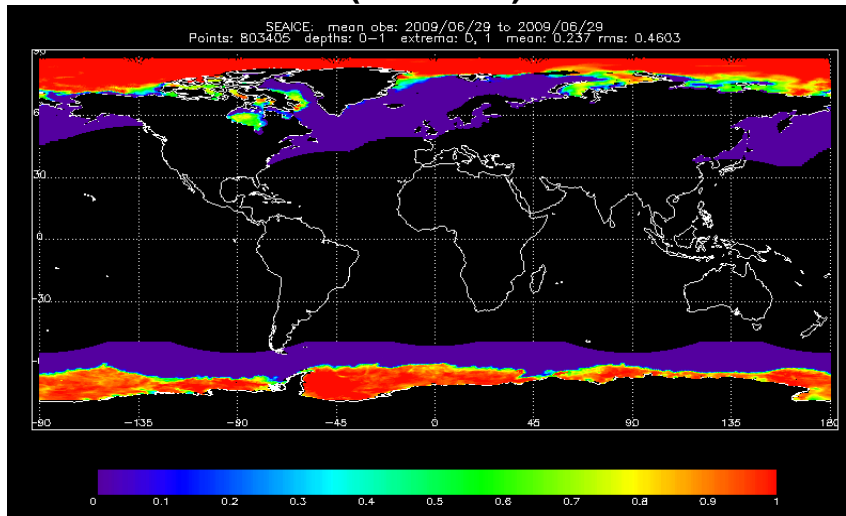 SEAICE: mean obs: 2009/06/29 to 2009/06/29
Points: 803405 depths: 0-1 extrema: 0, 1 mean: 0.237 rms: 0.4603
90
6
30
0
-30
-135 -90 -45 0 45 90 135 180
0 0.1 0.2 0.3 0.4 0.5 0.6 0.7 0.8 0.9 1